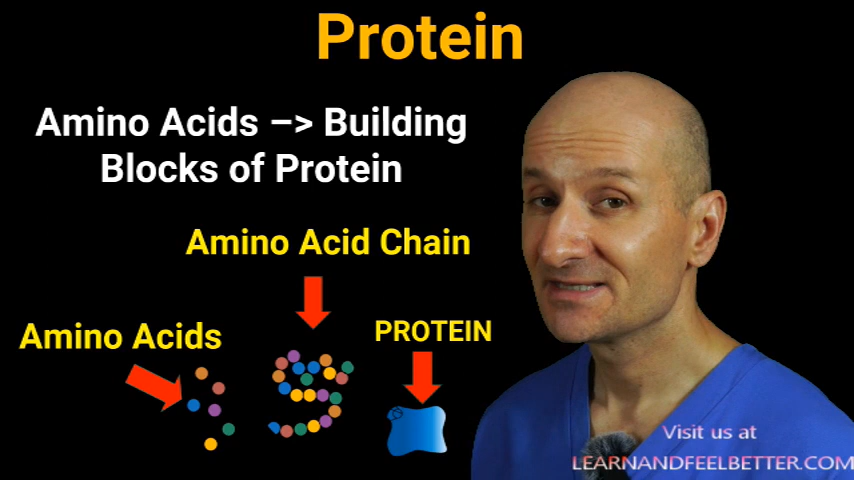 Protein
Amino Acids –> Building
Blocks of Protein
Amino Acid Chain
Amino Acids
PROTEIN
Visit us at
LEARNANDFEELBETTER.COM